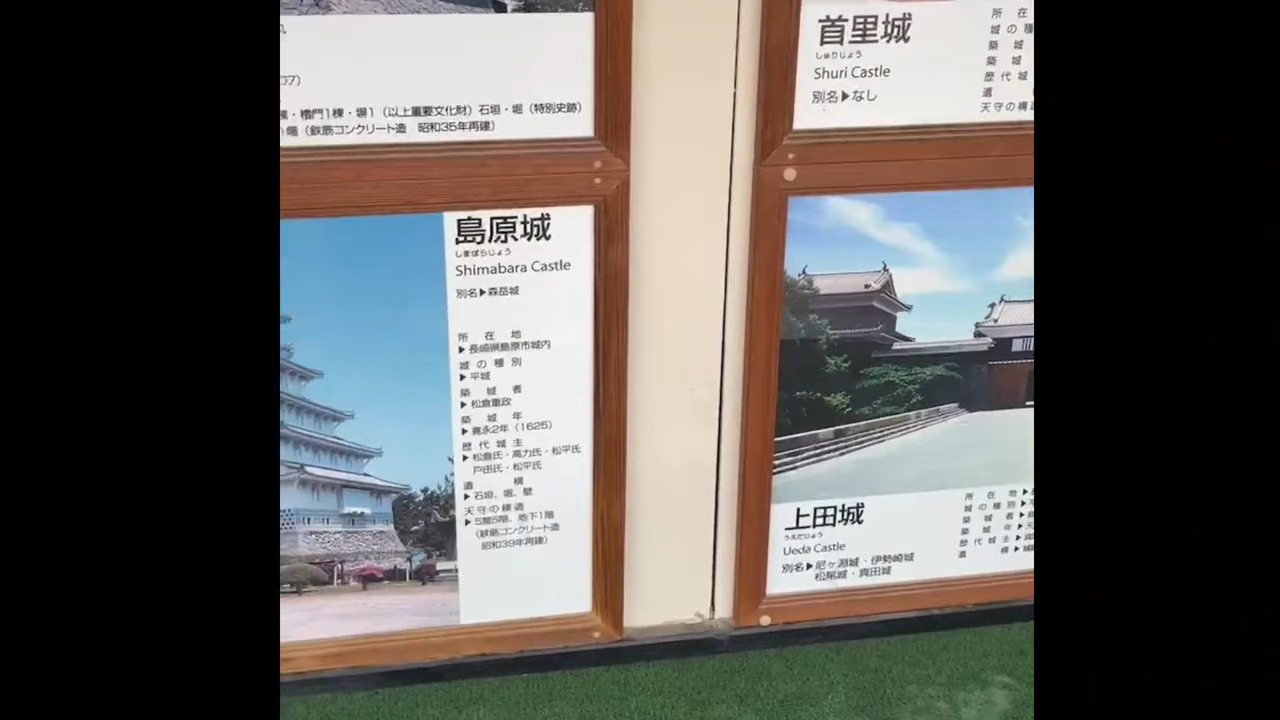 07)
棟・櫓門1棟・塀1（以上重要文化財）石垣・堀（特別史跡）
1階（鉄筋コンクリート造 昭和35年再建）
首里城
しゅりじょう
Shuri Castle
別名▶なし
所在
城の種
築城
築城
歴代城
遺
天守の構造
島原城
しまばらじょう
Shimabara Castle
別名▶森岳城
所在地
▶長崎県島原市城内
城の種別
▶平城
築城者
▶松倉重政
築城年
▶寛永2年（1625）
歴代城主
▶松倉氏・高力氏・松平氏
戸田氏・松平氏
遺構
▶石垣、堀、壁
天守の構造
▶5層5階、地下1階
（鉄筋コンクリート造
昭和39年再建）
上田城
うえだじょう
Ueda Castle
別名▶尼ヶ淵城・伊勢崎城
松尾城・真田城
所在地▶
城の種別▶
築城者▶
築城年▶天
歴代城主▶
遺構▶